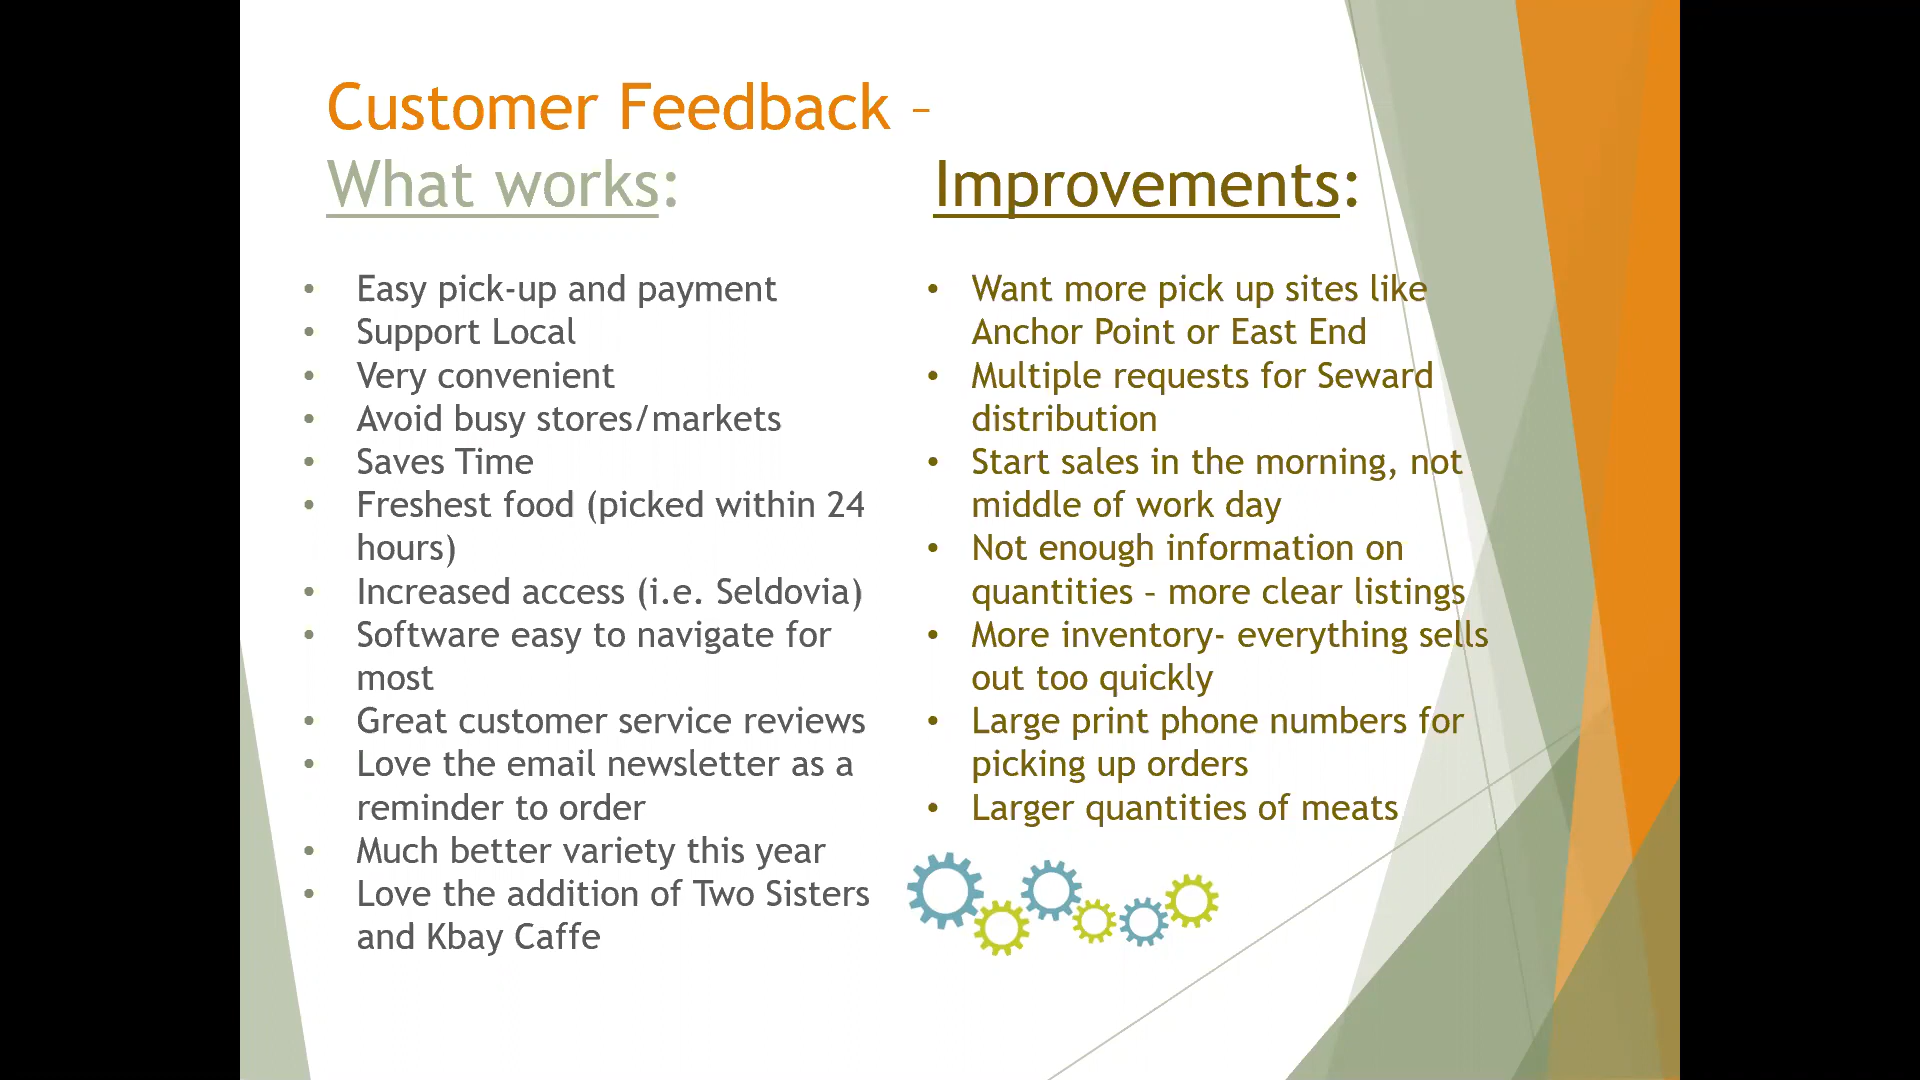 Customer Feedback –
What works:
• Easy pick-up and payment
• Support Local
• Very convenient
• Avoid busy stores/markets
• Saves Time
• Freshest food (picked within 24
hours)
• Increased access (i.e. Seldovia)
• Software easy to navigate for
most
• Great customer service reviews
• Love the email newsletter as a
reminder to order
• Much better variety this year
• Love the addition of Two Sisters
and Kbay Caffe
Improvements:
• Want more pick up sites like
Anchor Point or East End
• Multiple requests for Seward
distribution
• Start sales in the morning, not
middle of work day
• Not enough information on
quantities – more clear listings
• More inventory- everything sells
out too quickly
• Large print phone numbers for
picking up orders
• Larger quantities of meats